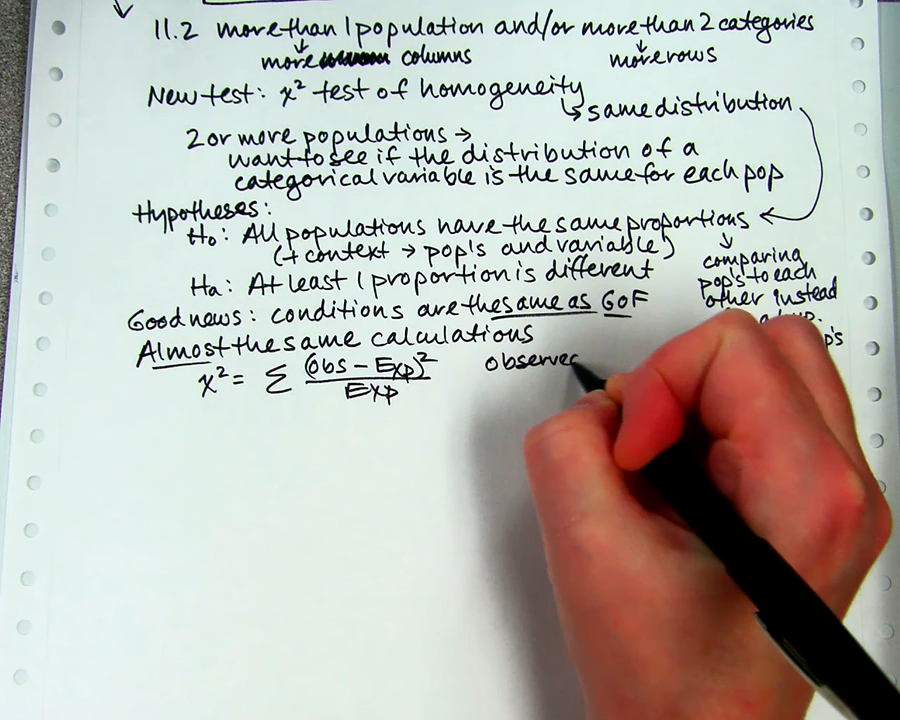 11.2 more than 1 population and/or more than 2 categories
↓ ↓
more columns more rows
New test: χ² test of homogeneity
↳ same distribution
2 or more populations →
want to see if the distribution of a
categorical variable is the same for each pop
Hypotheses:
Ho: All populations have the same proportions
(+ context → pop's and variable)
↓
comparing
pop's to each
other instead
Ha: At least 1 proportion is different
Good news: conditions are the same as GoF
Almost the same calculations
χ² = Σ (Obs - Exp)² / Exp
observe